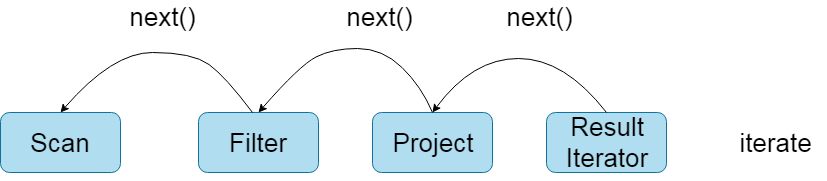 next()
next()
next()
Scan
Filter
Project
Result
Iterator
iterate